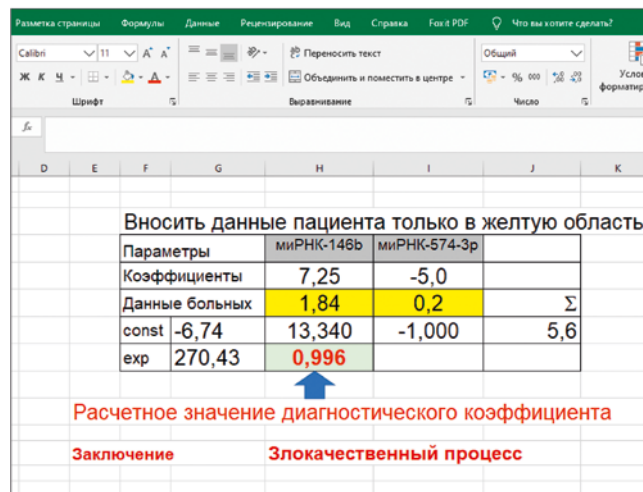 Разметка страницы Формулы Данные Рецензирование Вид Справка Foxit PDF Что вы хотите сделать?
Calibri 11 A A Переносить текст Общий
Ж К Ч Объединить и поместить в центре % 000
Шрифт Выравнивание Число
fx
D E F G H I J K
Вносить данные пациента только в желтую область
Параметры миРНК-146b миРНК-574-3p
Коэффициенты 7,25 -5,0
Данные больных 1,84 0,2 Σ
const -6,74 13,340 -1,000 5,6
exp 270,43 0,996
Расчетное значение диагностического коэффициента
Заключение Злокачественный процесс